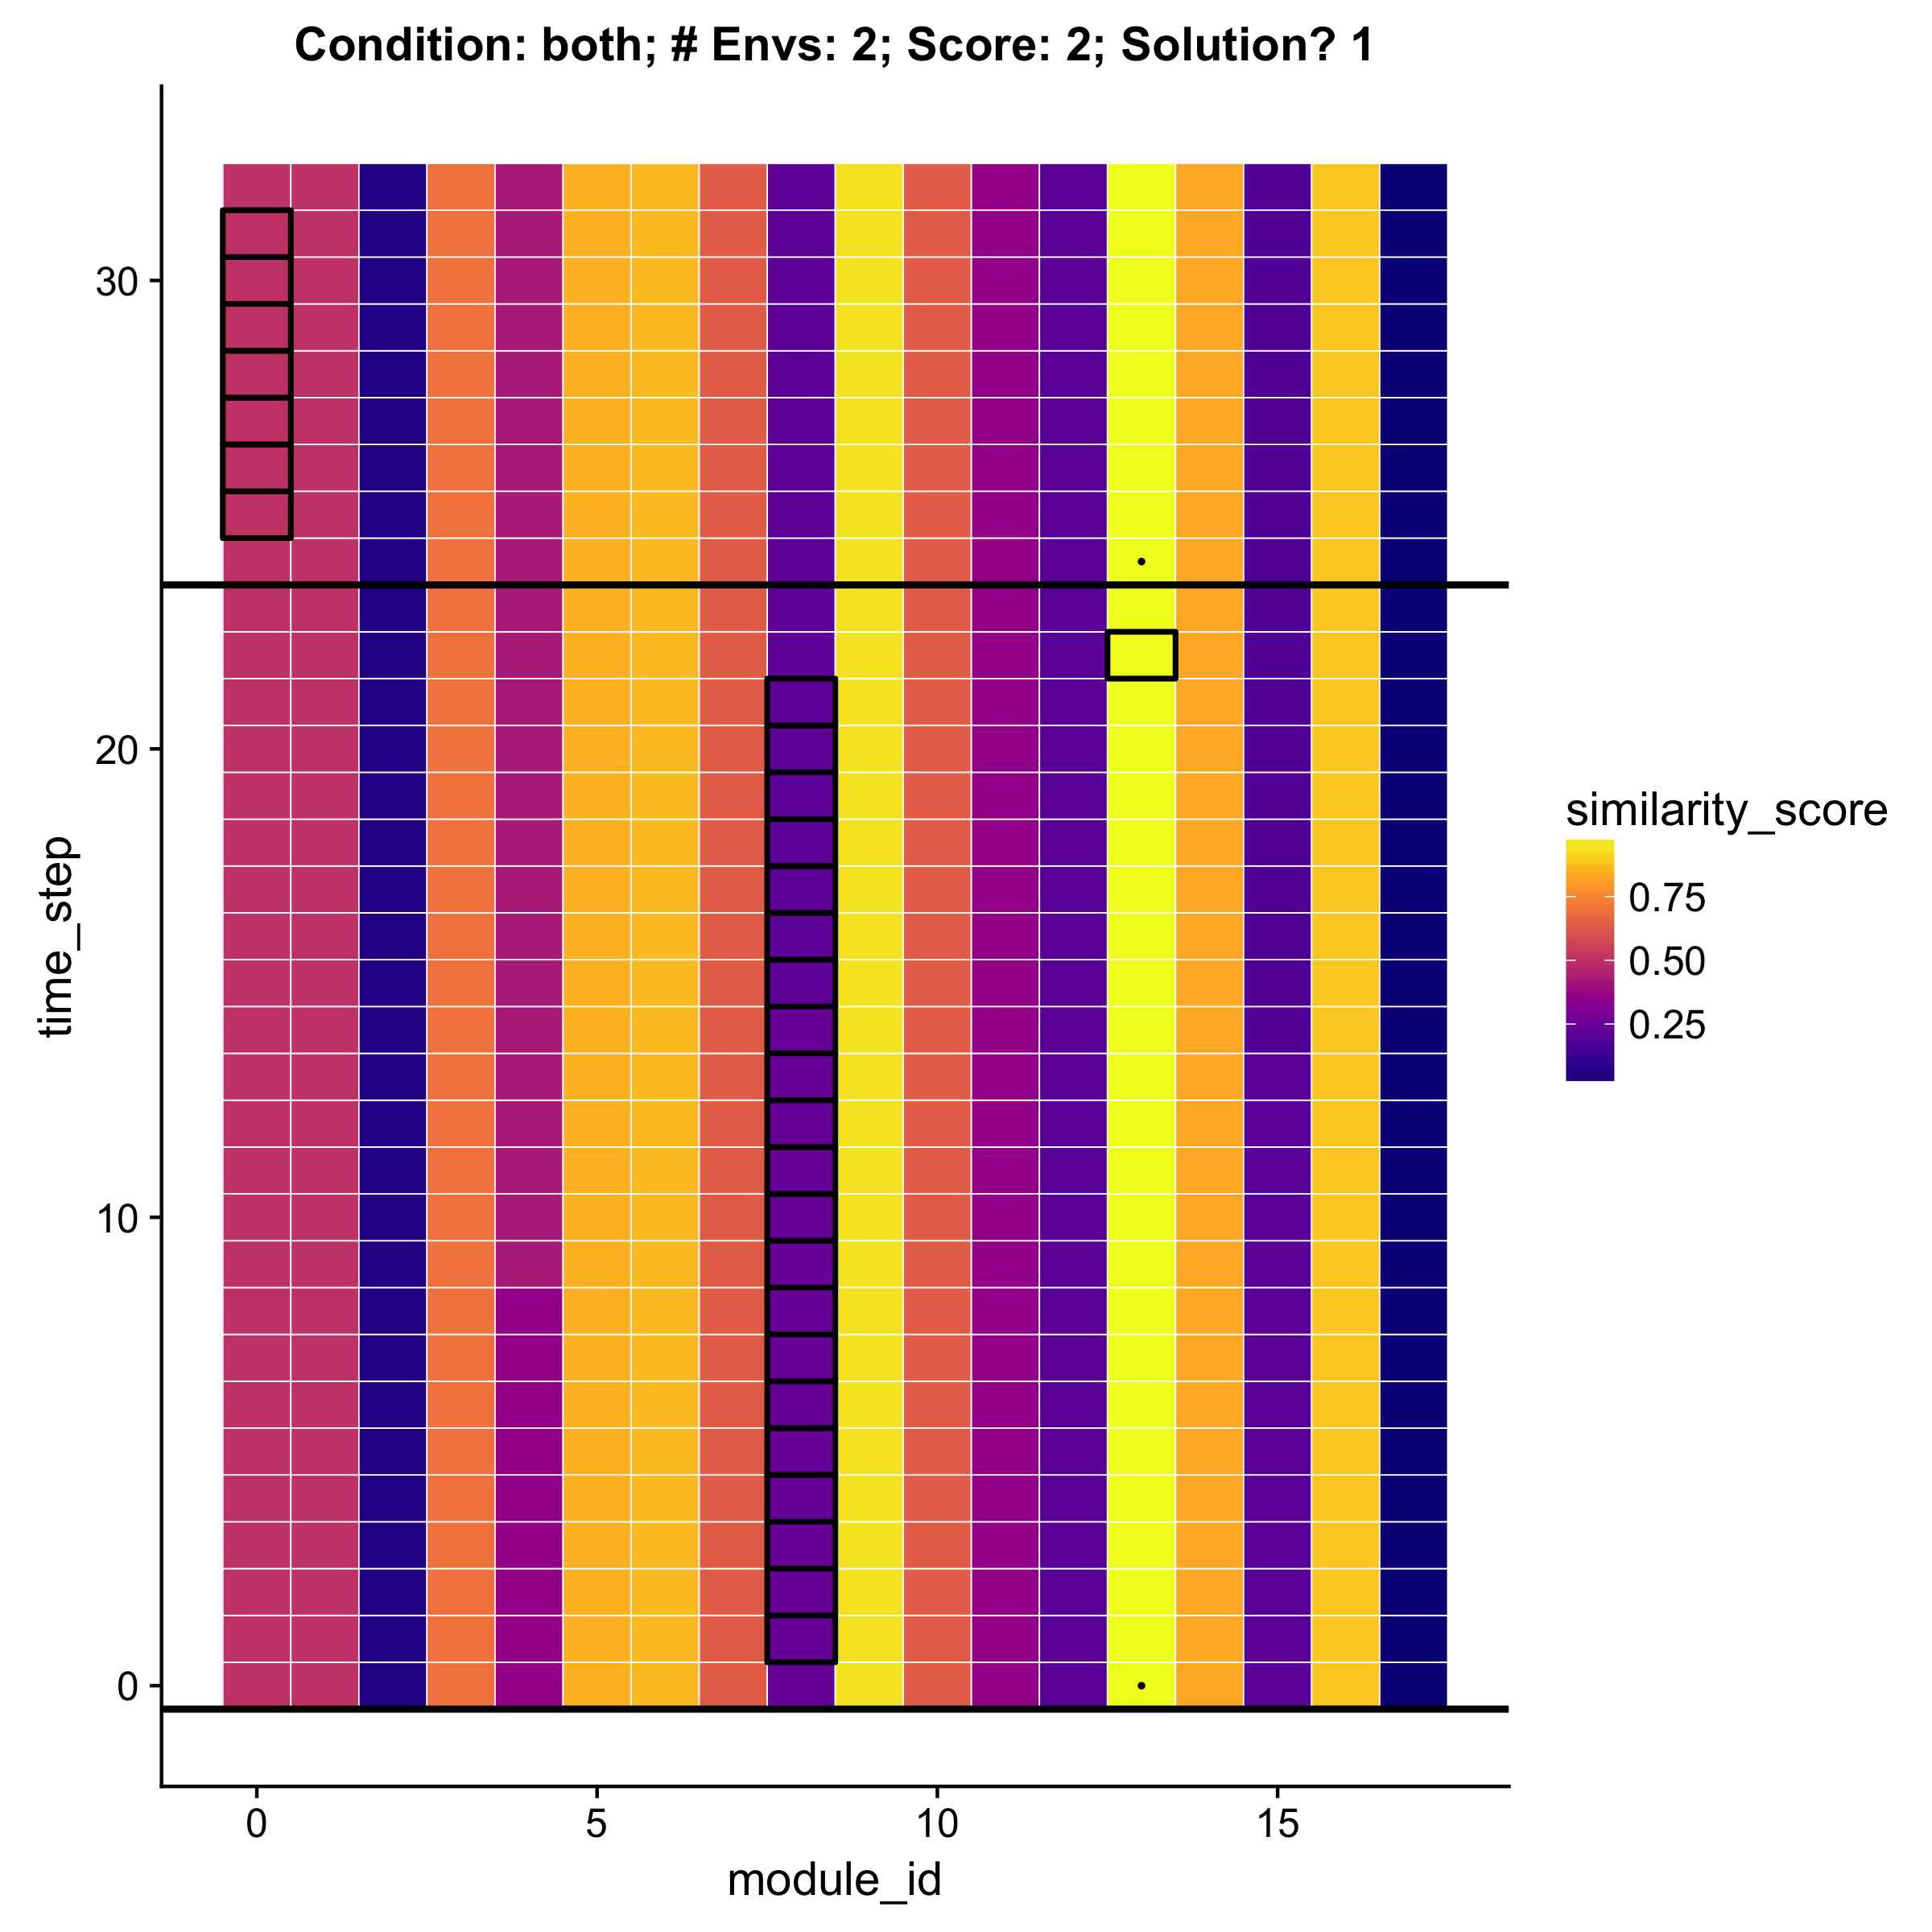 Condition: both; # Envs: 2; Score: 2; Solution? 1
30
20
10
0
time_step
0 5 10 15
module_id
similarity_score
0.75
0.50
0.25